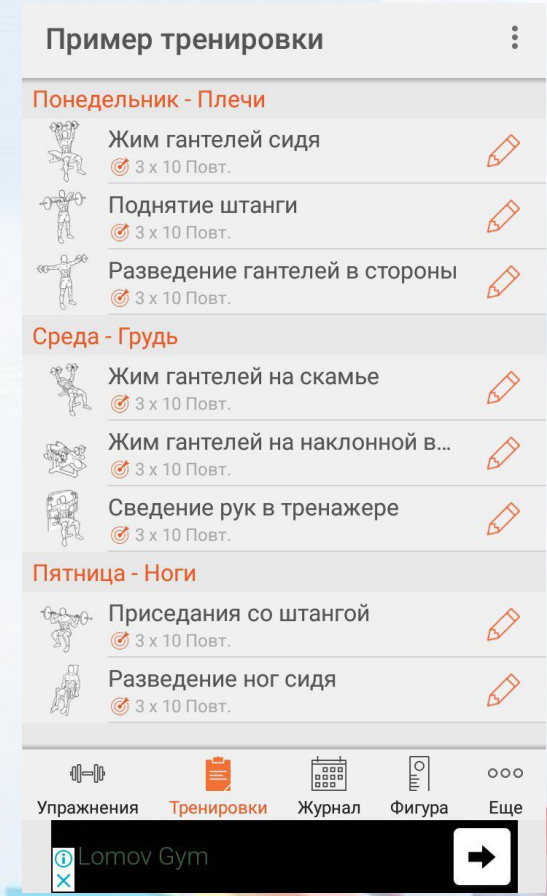 Пример тренировки
Понедельник - Плечи
Жим гантелей сидя
3 x 10 Повт.
Поднятие штанги
3 x 10 Повт.
Разведение гантелей в стороны
3 x 10 Повт.
Среда - Грудь
Жим гантелей на скамье
3 x 10 Повт.
Жим гантелей на наклонной в...
3 x 10 Повт.
Сведение рук в тренажере
3 x 10 Повт.
Пятница - Ноги
Приседания со штангой
3 x 10 Повт.
Разведение ног сидя
3 x 10 Повт.
Упражнения Тренировки Журнал Фигура Еще
Lomov Gym